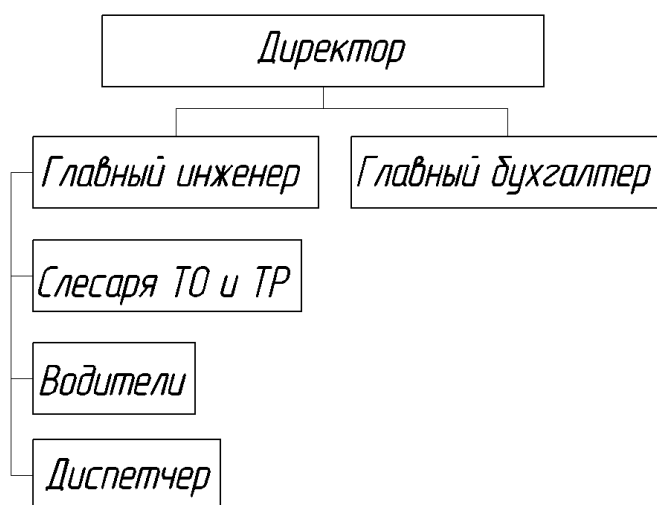 Директор
Главный инженер
Главный бухгалтер
Слесаря ТО и ТР
Водители
Диспетчер